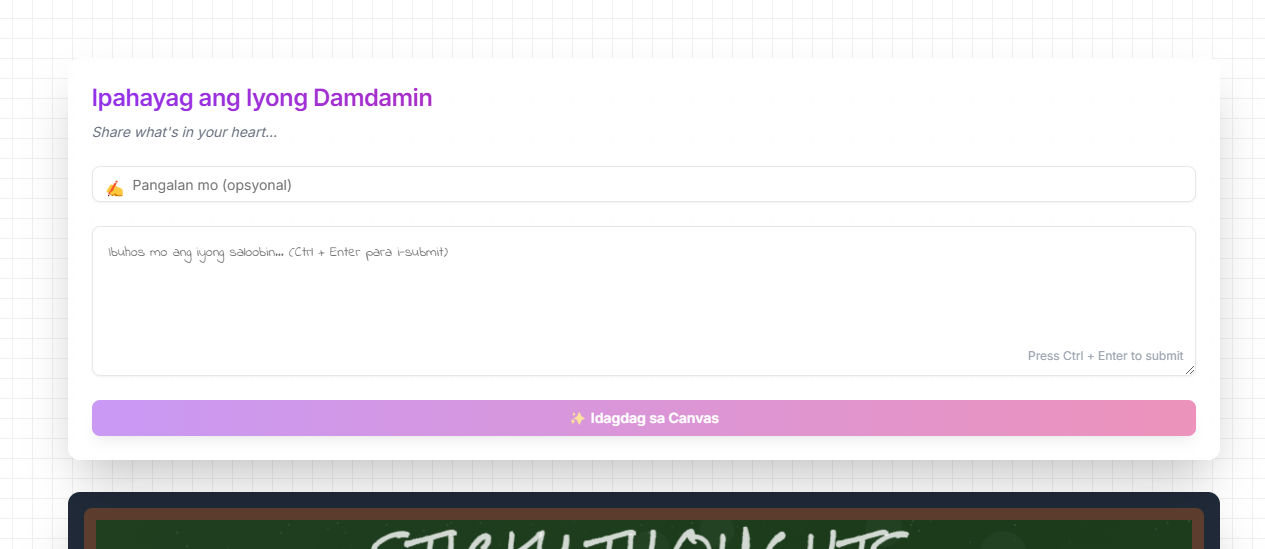 Ipahayag ang Iyong Damdamin
Share what's in your heart...
✍️ Pangalan mo (opsyonal)
Ibuhos mo ang iyong saloobin... (Ctrl + Enter para i-submit)
Press Ctrl + Enter to submit
✨ Idagdag sa Canvas
STICKYTHOUGHTS